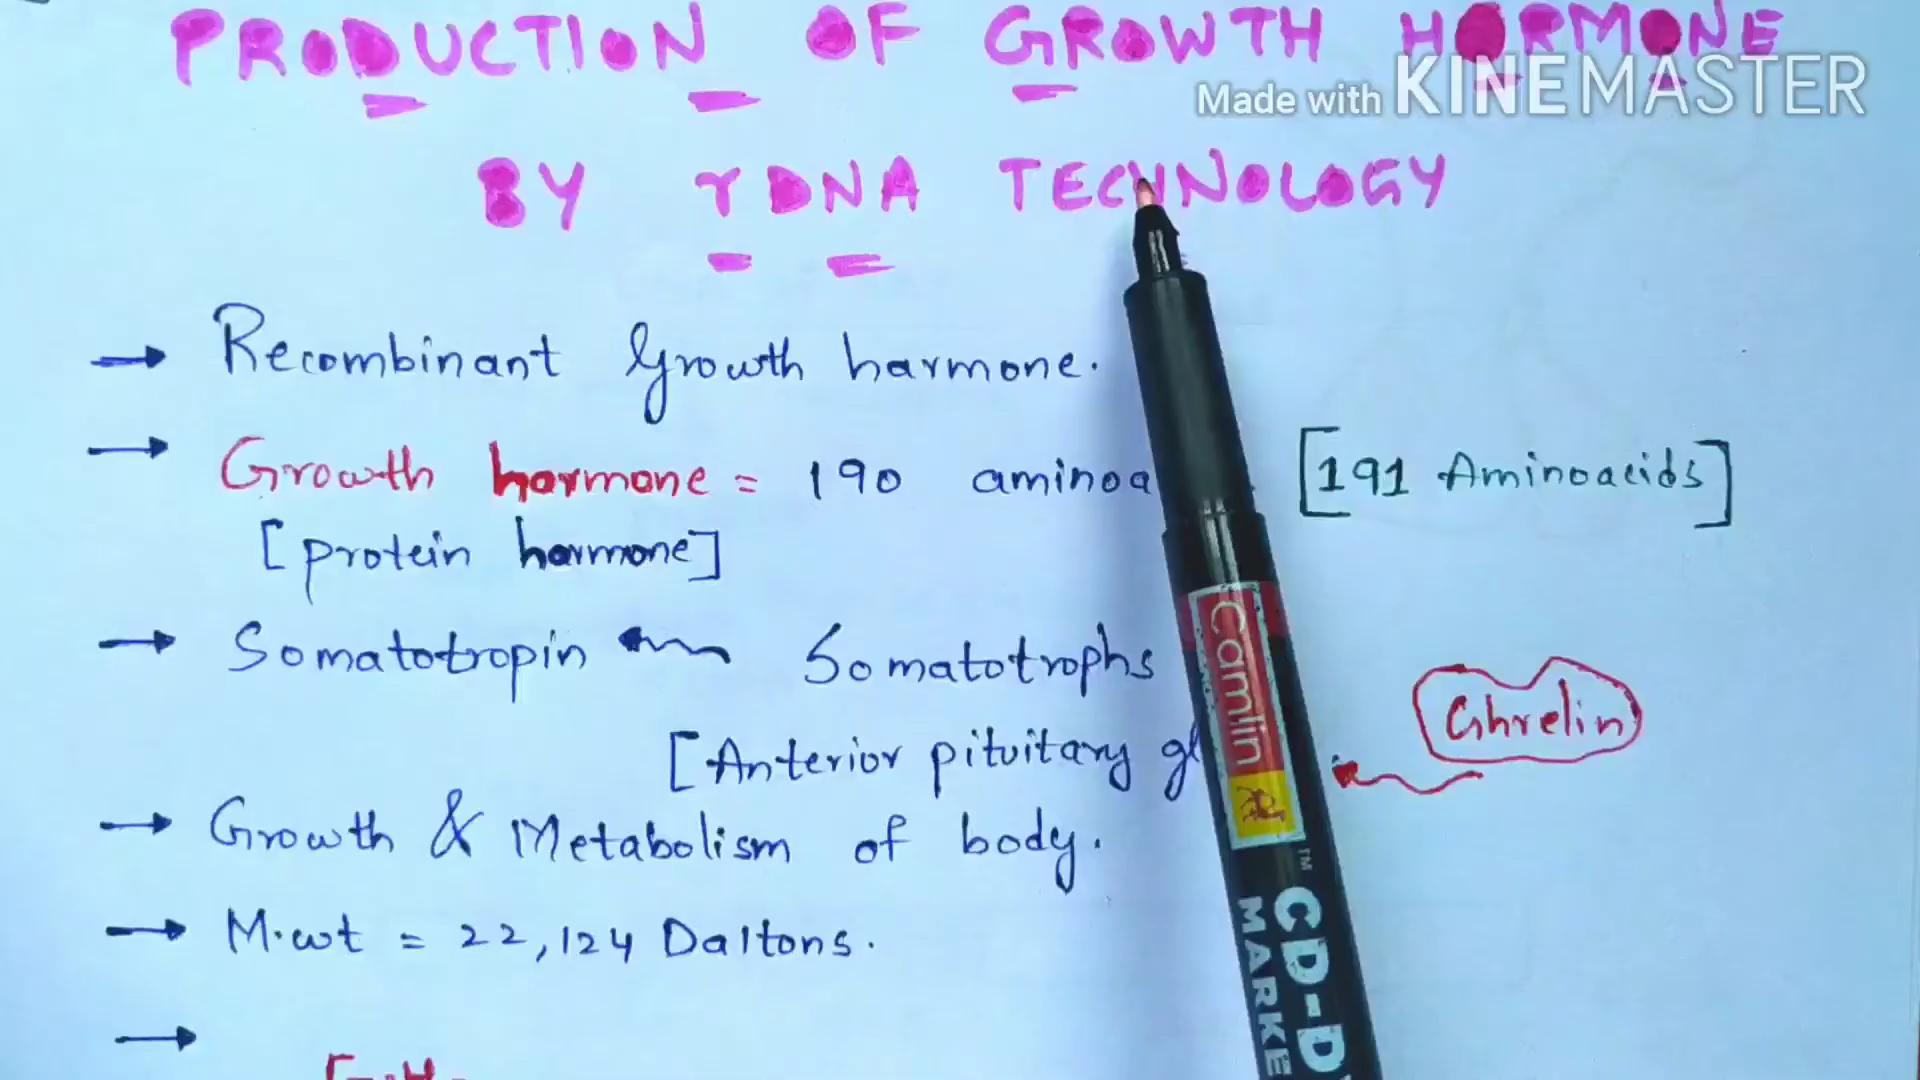 PRODUCTION OF GROWTH HORMONE
Made with KINEMASTER
BY rDNA TECHNOLOGY
→ Recombinant Growth harmone.
→ Growth harmone = 190 aminoa [191 Aminoacids]
[protein harmone]
→ Somatotropin Somatotrophs
Ghrelin
[Anterior pituitary gl
→ Growth & Metabolism of body.
→ M.wt = 22,124 Daltons.
→
Camlin
CD-D
MARKE